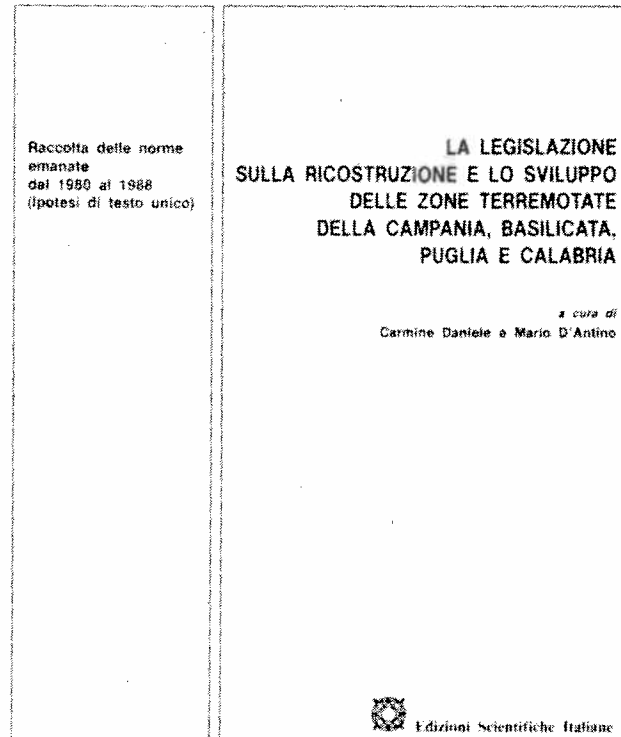 Raccolta delle norme
emanate
dal 1980 al 1988
(Ipotesi di testo unico)
LA LEGISLAZIONE
SULLA RICOSTRUZIONE E LO SVILUPPO
DELLE ZONE TERREMOTATE
DELLA CAMPANIA, BASILICATA,
PUGLIA E CALABRIA
a cura di
Carmine Daniele e Mario D'Antino
Edizioni Scientifiche Italiane